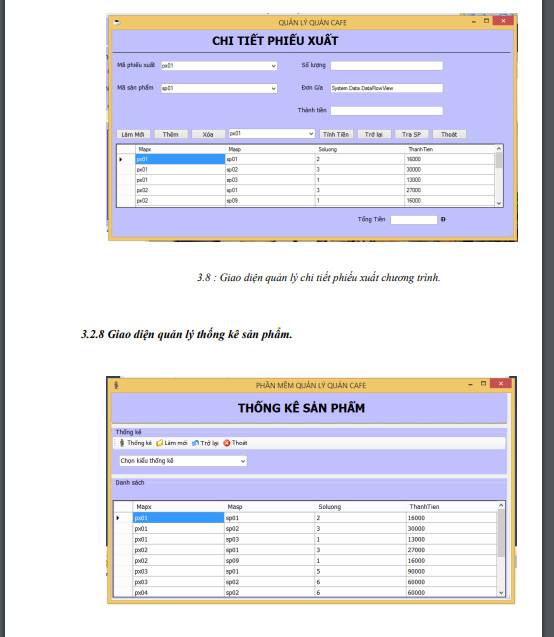 QUẢN LÝ QUÁN CAFE
CHI TIẾT PHIẾU XUẤT
Mã phiếu xuất px01 Số lượng
Mã sản phẩm sp01 Đơn Gía System.Data.DataRowView
Thành tiền
Làm Mới Thêm Xóa px01 Tính Tiền Trở lại Tra SP Thoát
Mapx Masp Soluong ThanhTien
px01 sp01 2 16000
px01 sp02 3 30000
px01 sp03 1 13000
px02 sp01 3 27000
px02 sp09 1 16000
Tổng Tiền Đ
3.8 : Giao diện quản lý chi tiết phiếu xuất chương trình.
3.2.8 Giao diện quản lý thống kê sản phẩm.
PHẦN MỀM QUẢN LÝ QUÁN CAFE
THỐNG KÊ SẢN PHẨM
Thống kê
Thống kê Làm mới Trở lại Thoát
Chọn kiểu thống kê
Danh sách
Mapx Masp Soluong ThanhTien
px01 sp01 2 16000
px01 sp02 3 30000
px01 sp03 1 13000
px02 sp01 3 27000
px02 sp09 1 16000
px03 sp01 5 90000
px03 sp02 6 60000
px04 sp02 6 60000